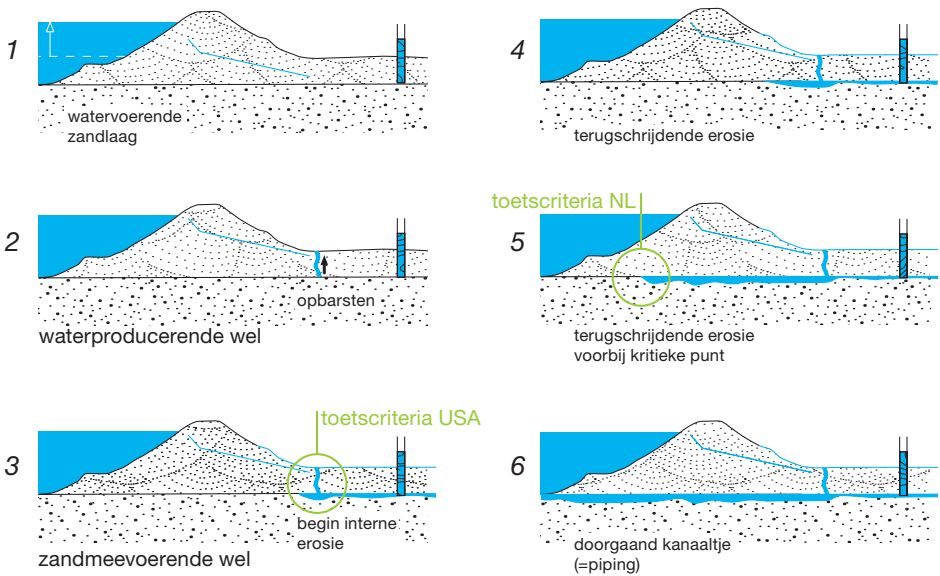 1
watervoerende
zandlaag
2
opbarsten
waterproducerende wel
toetscriteria USA
3
begin interne
erosie
zandmeevoerende wel
4
terugschrijdende erosie
toetscriteria NL
5
terugschrijdende erosie
voorbij kritieke punt
6
doorgaand kanaaltje
(=piping)